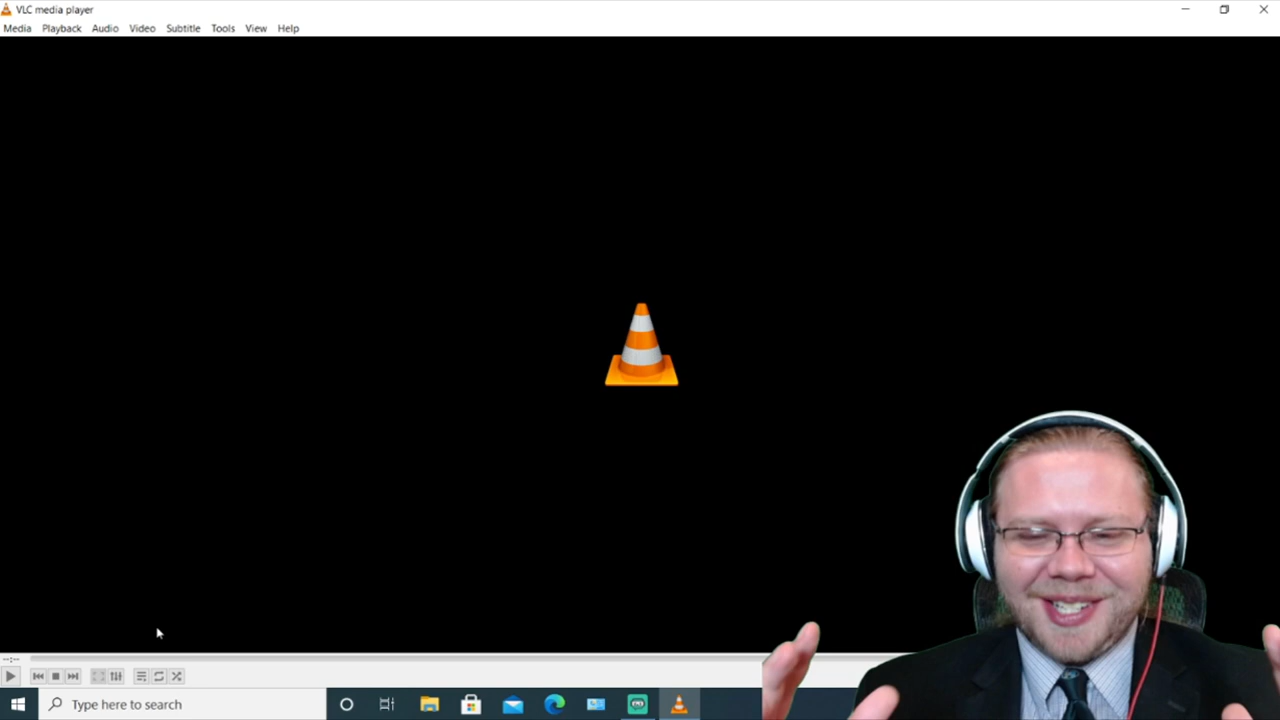 VLC media player
Media Playback Audio Video Subtitle Tools View Help
--:--
Type here to search